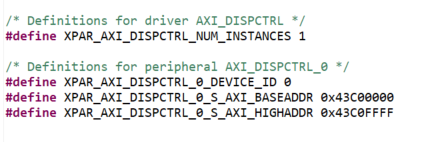 /* Definitions for driver AXI_DISPCTRL */
#define XPAR_AXI_DISPCTRL_NUM_INSTANCES 1
/* Definitions for peripheral AXI_DISPCTRL_0 */
#define XPAR_AXI_DISPCTRL_0_DEVICE_ID 0
#define XPAR_AXI_DISPCTRL_0_S_AXI_BASEADDR 0x43C00000
#define XPAR_AXI_DISPCTRL_0_S_AXI_HIGHADDR 0x43C0FFFF